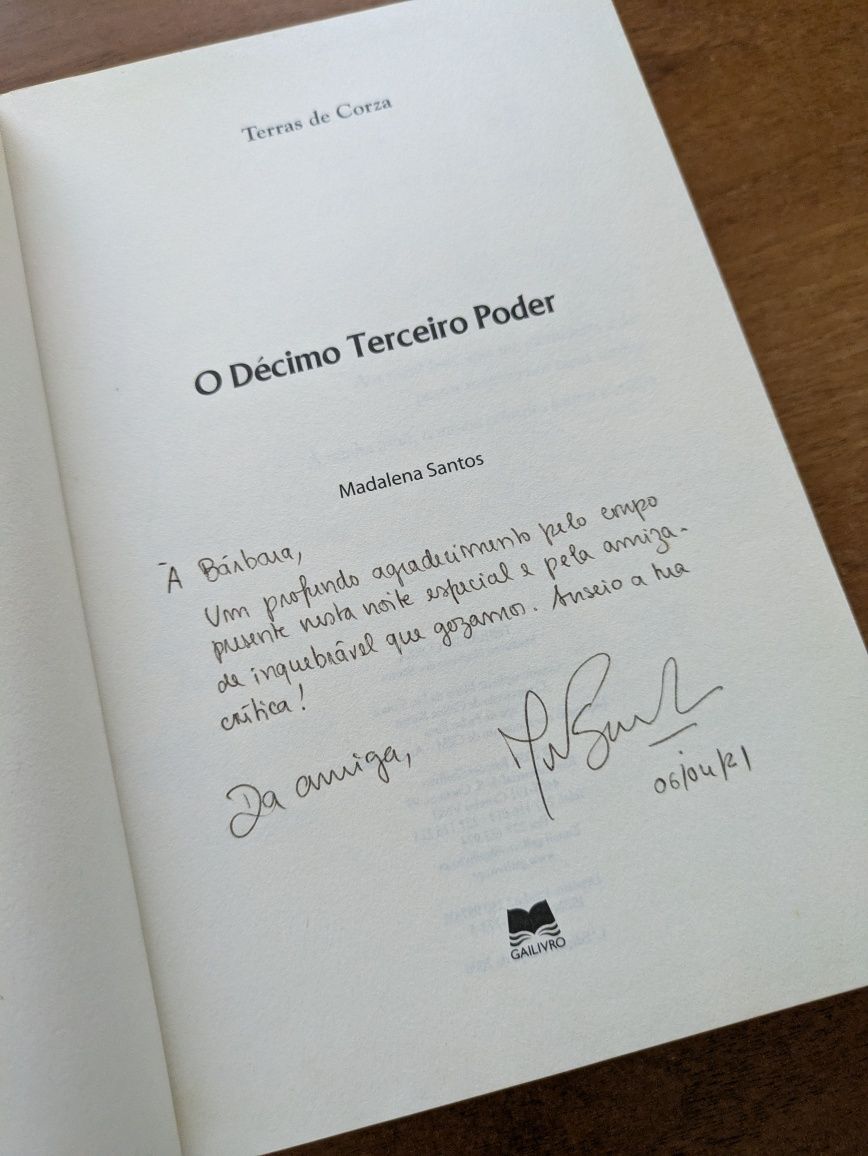 Terras de Corza
O Décimo Terceiro Poder
Madalena Santos
À Bárbara,
Um profundo agradecimento pelo empo
presente nesta noite especial e pela amiza-
de inquebrável que gozamos. Anseio a tua
crítica!
Da amiga,
06/04/21
GAILIVRO